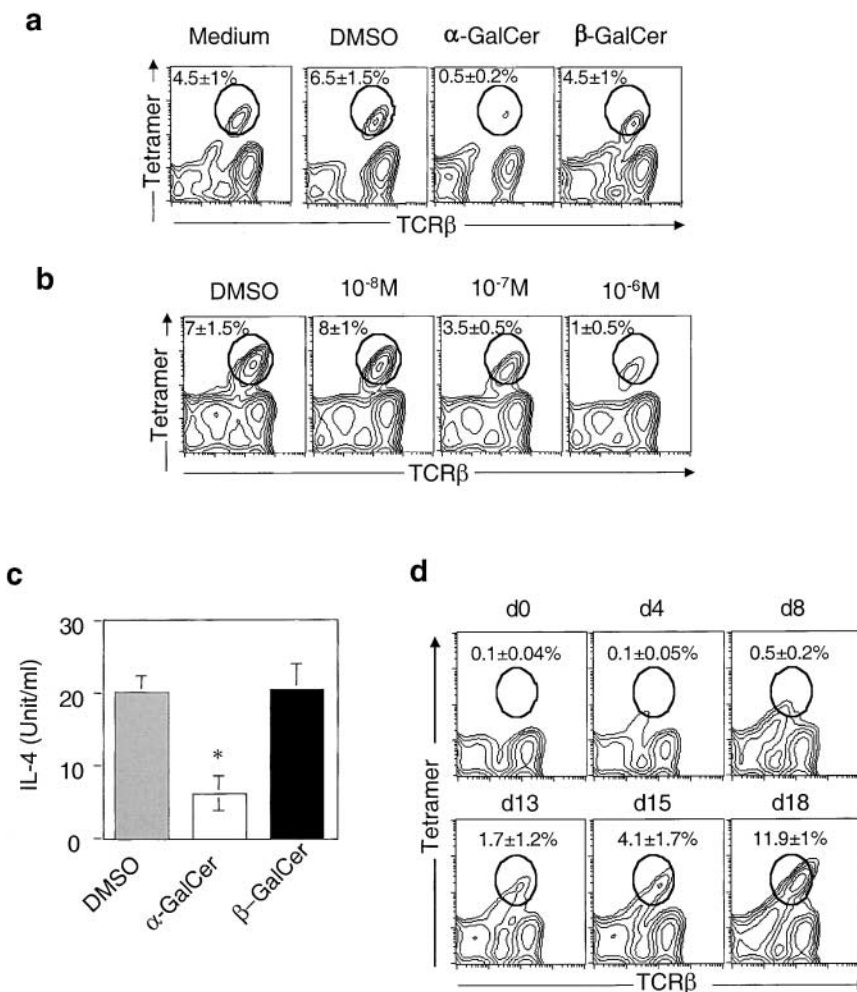 a
Medium DMSO α-GalCer β-GalCer
4.5±1% 6.5±1.5% 0.5±0.2% 4.5±1%
Tetramer
TCRβ
b
DMSO 10⁻⁸M 10⁻⁷M 10⁻⁶M
7±1.5% 8±1% 3.5±0.5% 1±0.5%
Tetramer
TCRβ
c
30
20
10
0
IL-4 (Unit/ml)
*
DMSO α-GalCer β-GalCer
d
d0 d4 d8
0.1±0.04% 0.1±0.05% 0.5±0.2%
d13 d15 d18
1.7±1.2% 4.1±1.7% 11.9±1%
Tetramer
TCRβ